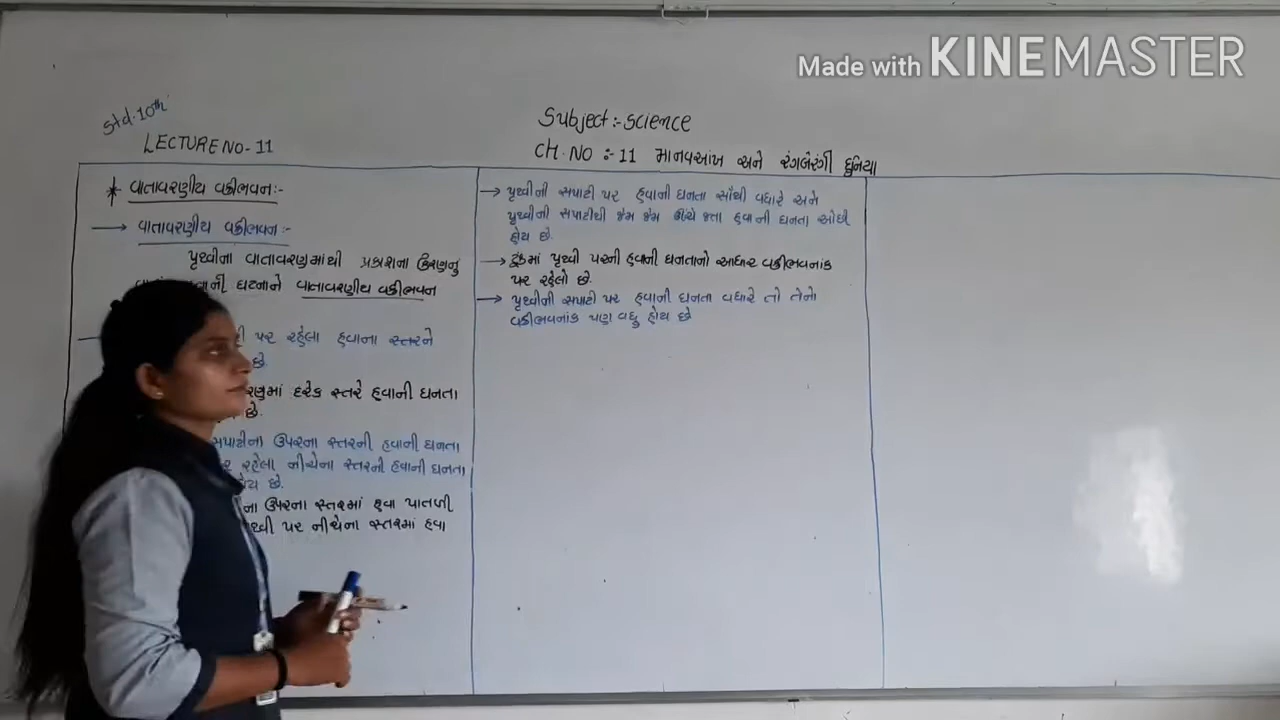 Made with KINEMASTER
Std.10th
LECTURE NO - 11
Subject :- science
CH. NO :- 11 માનવઆંખ અને રંગબેરંગી દુનિયા
* વાતાવરણીય વક્રીભવન:-
→ વાતાવરણીય વક્રીભવન :-
પૃથ્વીના વાતાવરણમાંથી પ્રકાશના કિરણનુ
ઘટનાને વાતાવરણીય વક્રીભવન
પર રહેલા હવાના સ્તરને
છે.
દરેક સ્તરે હવાની ઘનતા
છે.
સપાટીના ઉપરના સ્તરની હવાની ઘનતા
રહેલા નીચેના સ્તરની હવાની ઘનતા
છે.
ના ઉપરના સ્તરમાં હવા પાતળી
પર નીચેના સ્તરમાં હવા
→ પૃથ્વીની સપાટી પર હવાની ઘનતા સૌથી વધારે અને
પૃથ્વીની સપાટીથી જેમ જેમ ઊંચે જતા હવાની ઘનતા ઓછી
હોય છે.
→ ટૂંકમાં પૃથ્વી પરની હવાની ઘનતાનો આધાર વક્રીભવનાંક
પર રહેલો છે.
→ પૃથ્વીની સપાટી પર હવાની ઘનતા વધારે તો તેનો
વક્રીભવનાંક પણ વધુ હોય છે